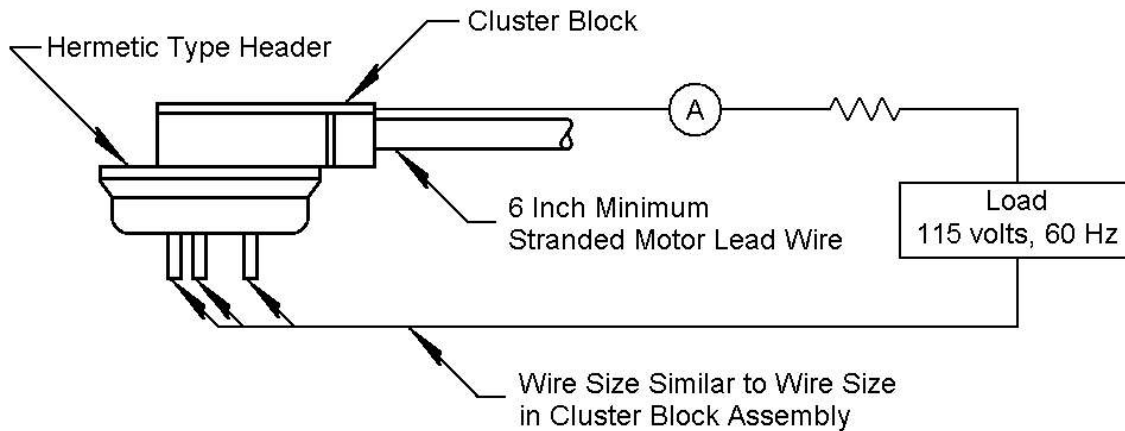 Cluster Block
Hermetic Type Header
A
6 Inch Minimum
Stranded Motor Lead Wire
Load
115 volts, 60 Hz
Wire Size Similar to Wire Size
in Cluster Block Assembly